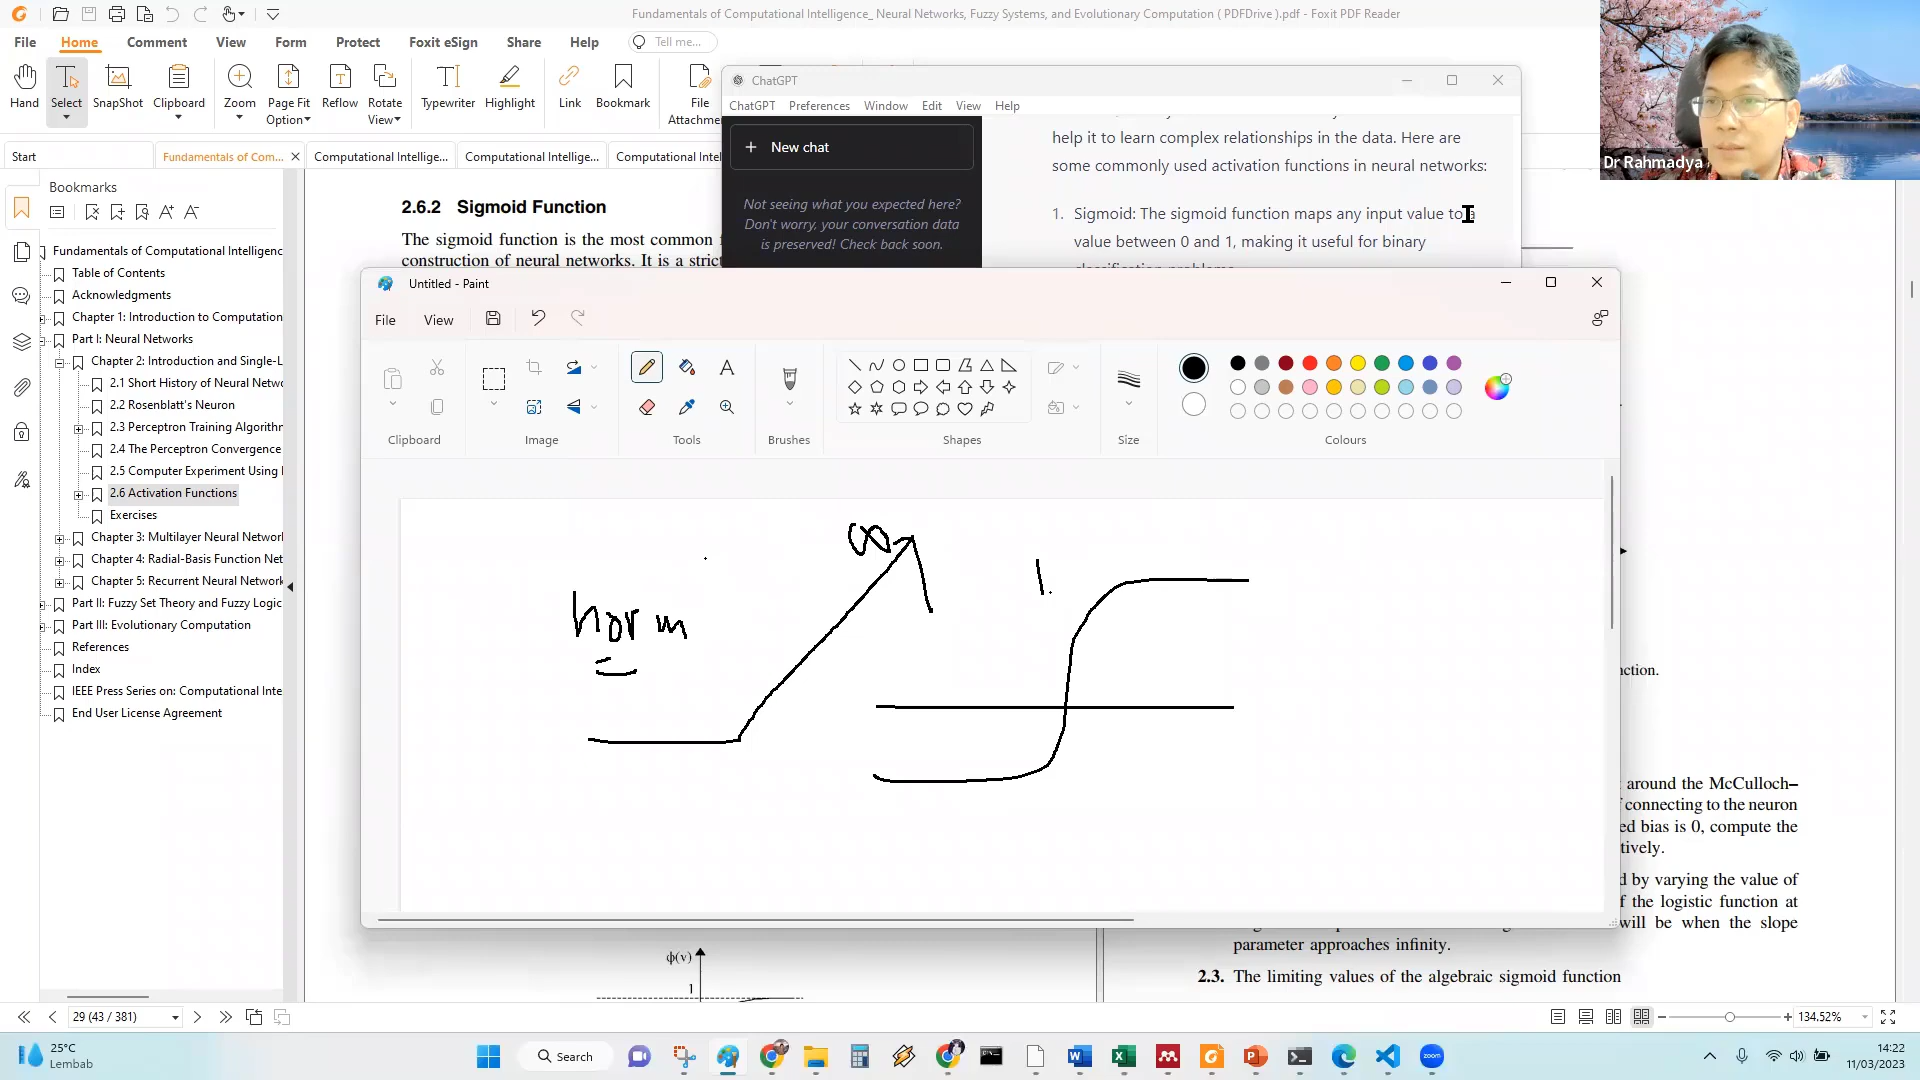 Fundamentals of Computational Intelligence_ Neural Networks, Fuzzy Systems, and Evolutionary Computation ( PDFDrive ).pdf - Foxit PDF Reader
File Home Comment View Form Protect Foxit eSign Share Help Tell me...
Hand Select SnapShot Clipboard Zoom Page Fit Option Reflow Rotate View Typewriter Highlight Link Bookmark File Attachme
Start Fundamentals of Com... Computational Intellige... Computational Intellige... Computational Intel
Bookmarks
Fundamentals of Computational Intelligenc
Table of Contents
Acknowledgments
Chapter 1: Introduction to Computation
Part I: Neural Networks
Chapter 2: Introduction and Single-L
2.1 Short History of Neural Netw
2.2 Rosenblatt's Neuron
2.3 Perceptron Training Algorithm
2.4 The Perceptron Convergence
2.5 Computer Experiment Using
2.6 Activation Functions
Exercises
Chapter 3: Multilayer Neural Networ
Chapter 4: Radial-Basis Function Net
Chapter 5: Recurrent Neural Network
Part II: Fuzzy Set Theory and Fuzzy Logic
Part III: Evolutionary Computation
References
Index
IEEE Press Series on: Computational Inte
End User License Agreement
2.6.2 Sigmoid Function
The sigmoid function is the most common f
construction of neural networks. It is a strict
ChatGPT
ChatGPT Preferences Window Edit View Help
New chat
Not seeing what you expected here?
Don't worry, your conversation data
is preserved! Check back soon.
help it to learn complex relationships in the data. Here are
some commonly used activation functions in neural networks:
1. Sigmoid: The sigmoid function maps any input value to a
value between 0 and 1, making it useful for binary
classification problems
Dr Rahmadya
Untitled - Paint
File View
Clipboard Image Tools Brushes Shapes Size Colours
∞
1
norm
nction.
around the McCulloch–
connecting to the neuron
ed bias is 0, compute the
tively.
d by varying the value of
f the logistic function at
will be when the slope
parameter approaches infinity.
2.3. The limiting values of the algebraic sigmoid function
ϕ(v)
1
29 (43 / 381)
134.52%
25°C
Lembab
Search
zoom
14:22
11/03/2023